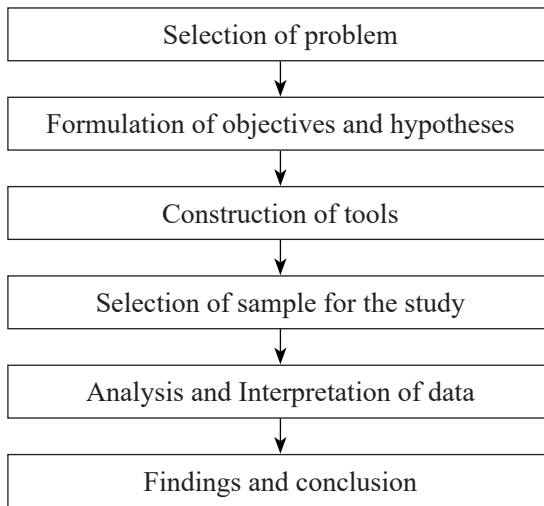 Selection of problem
Formulation of objectives and hypotheses
Construction of tools
Selection of sample for the study
Analysis and Interpretation of data
Findings and conclusion